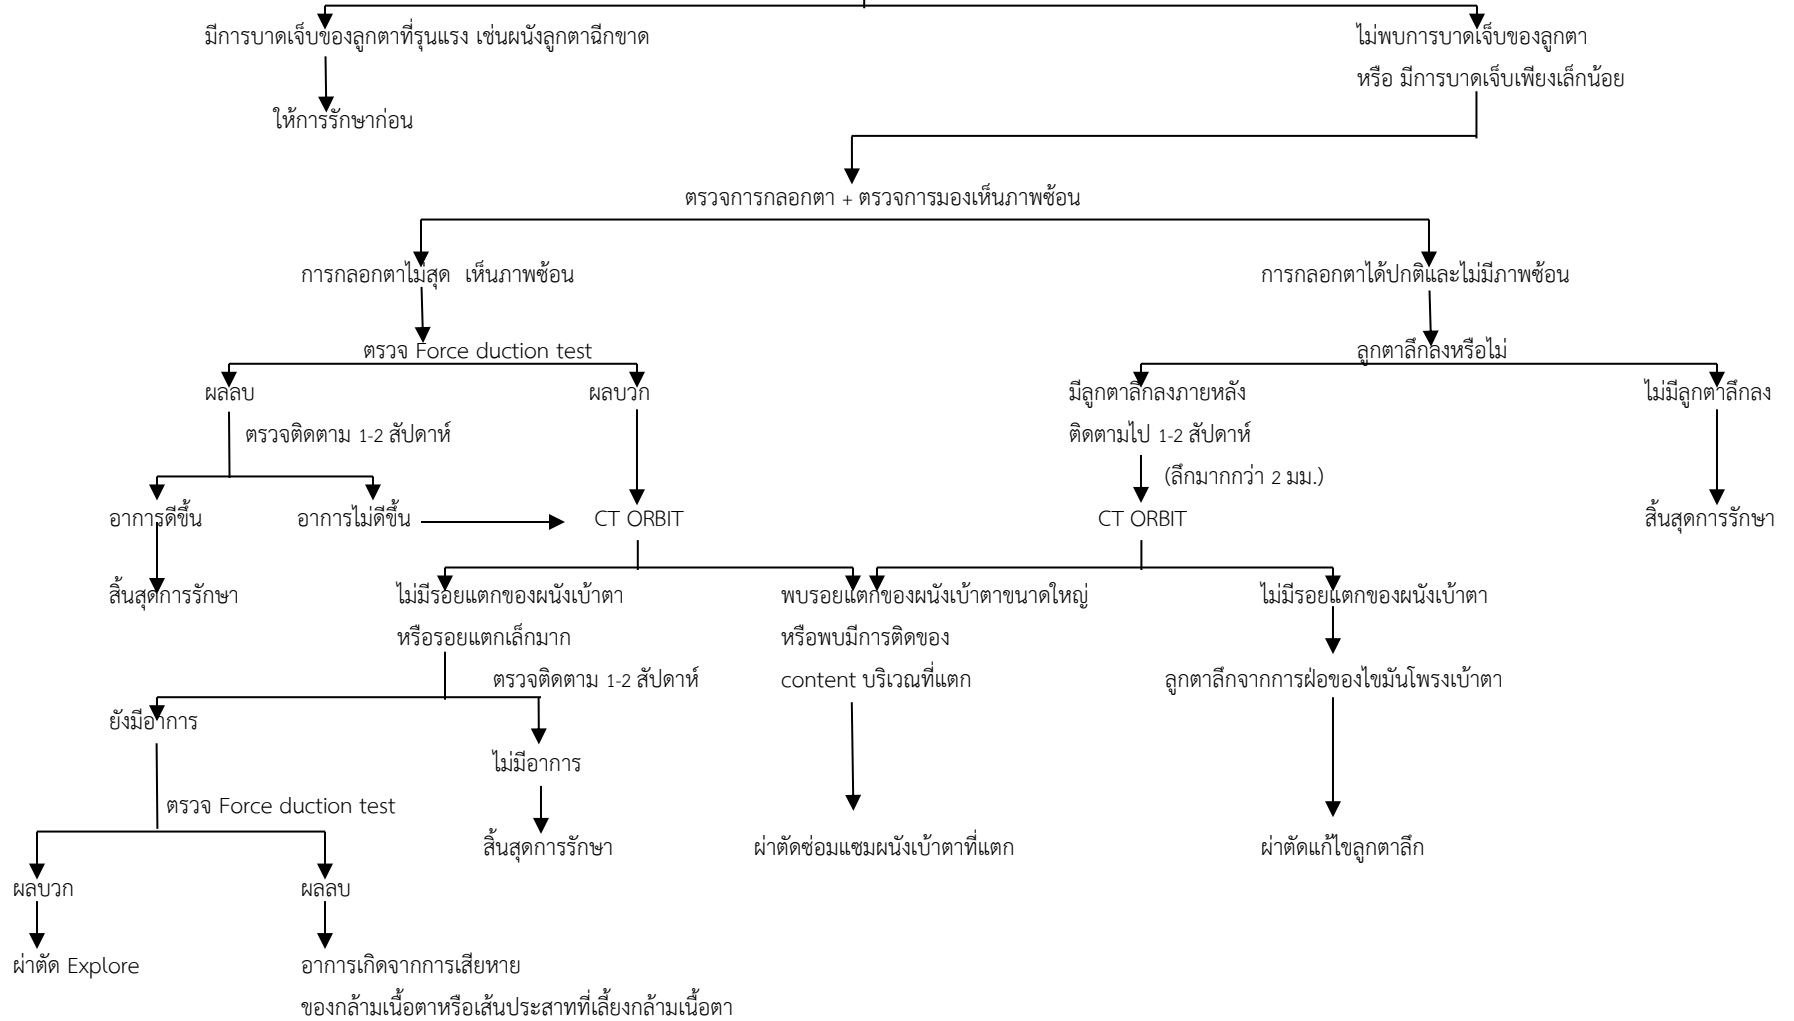 มีการบาดเจ็บของลูกตาที่รุนแรง เช่นผนังลูกตาฉีกขาด
ไม่พบการบาดเจ็บของลูกตา
หรือ มีการบาดเจ็บเพียงเล็กน้อย
ให้การรักษาก่อน
ตรวจการกลอกตา + ตรวจการมองเห็นภาพซ้อน
การกลอกตาไม่สุด เห็นภาพซ้อน
การกลอกตาได้ปกติและไม่มีภาพซ้อน
ตรวจ Force duction test
ลูกตาลึกลงหรือไม่
ผลลบ
ผลบวก
มีลูกตาลึกลงภายหลัง
ไม่มีลูกตาลึกลง
ตรวจติดตาม 1-2 สัปดาห์
ติดตามไป 1-2 สัปดาห์
(ลึกมากกว่า 2 มม.)
อาการดีขึ้น
อาการไม่ดีขึ้น
CT ORBIT
CT ORBIT
สิ้นสุดการรักษา
สิ้นสุดการรักษา
ไม่มีรอยแตกของผนังเบ้าตา
หรือรอยแตกเล็กมาก
พบรอยแตกของผนังเบ้าตาขนาดใหญ่
หรือพบมีการติดของ
content บริเวณที่แตก
ไม่มีรอยแตกของผนังเบ้าตา
ตรวจติดตาม 1-2 สัปดาห์
ลูกตาลึกจากการฝ่อของไขมันโพรงเบ้าตา
ยังมีอาการ
ไม่มีอาการ
ตรวจ Force duction test
สิ้นสุดการรักษา
ผ่าตัดซ่อมแซมผนังเบ้าตาที่แตก
ผ่าตัดแก้ไขลูกตาลึก
ผลบวก
ผลลบ
ผ่าตัด Explore
อาการเกิดจากการเสียหาย
ของกล้ามเนื้อตาหรือเส้นประสาทที่เลี้ยงกล้ามเนื้อตา